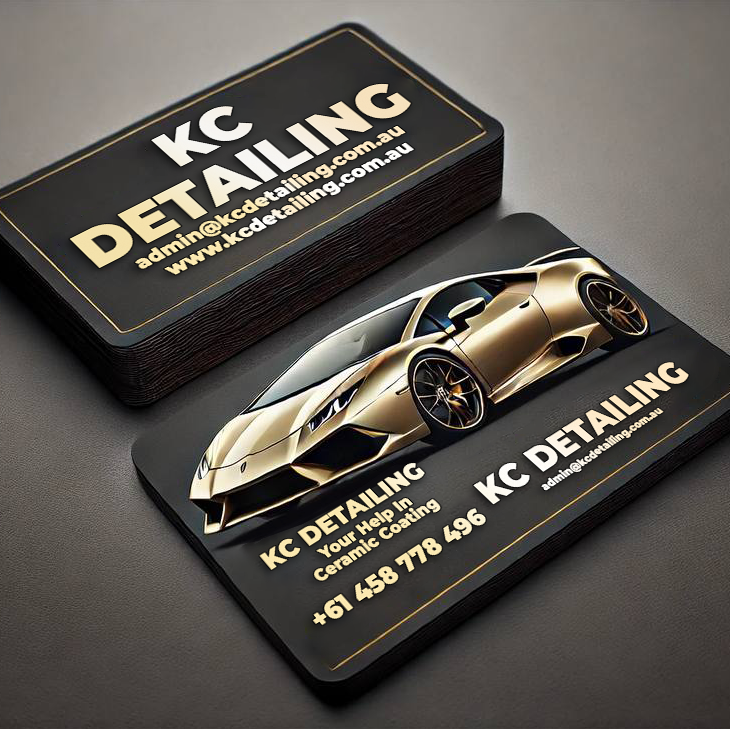 KC
DETAILING
admin@kcdetailing.com.au
www.kcdetailing.com.au
KC DETAILING
Your Help In
Ceramic Coating
+61 458 778 496
KC DETAILING
admin@kcdetailing.com.au